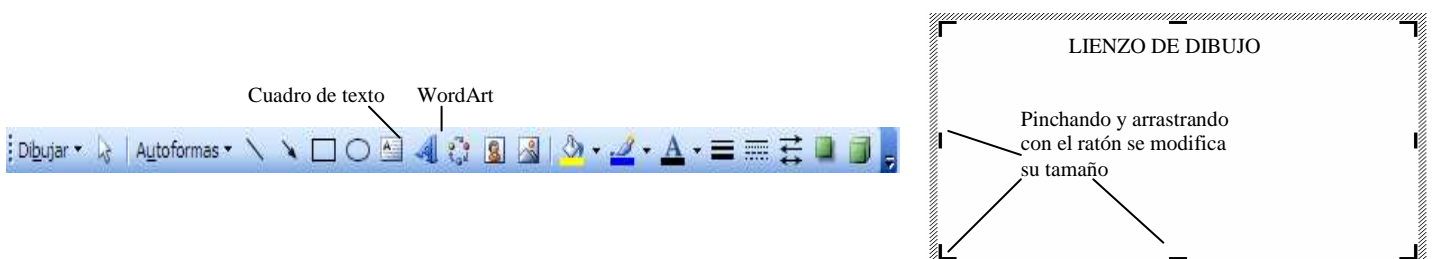 Cuadro de texto WordArt
Dibujar Autoformas
LIENZO DE DIBUJO
Pinchando y arrastrando
con el ratón se modifica
su tamaño